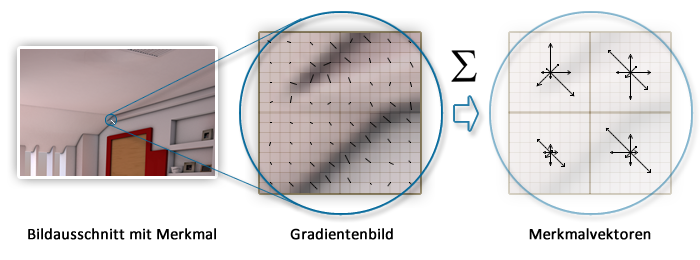 ∑
Bildausschnitt mit Merkmal
Gradientenbild
Merkmalvektoren